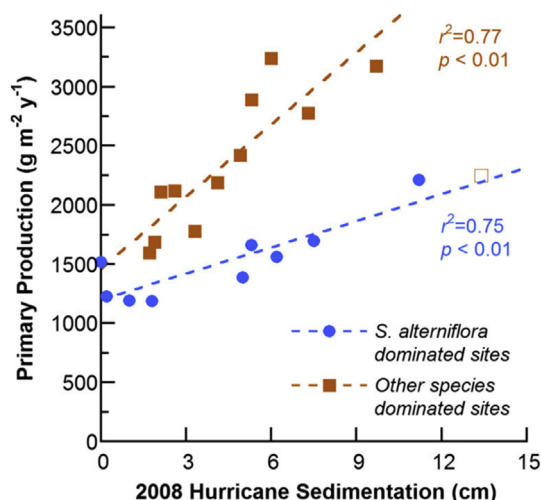 3500
3000
2500
2000
1500
1000
500
0
Primary Production (g m⁻² y⁻¹)
r²=0.77
p < 0.01
r²=0.75
p < 0.01
S. alterniflora
dominated sites
Other species
dominated sites
0 3 6 9 12 15
2008 Hurricane Sedimentation (cm)